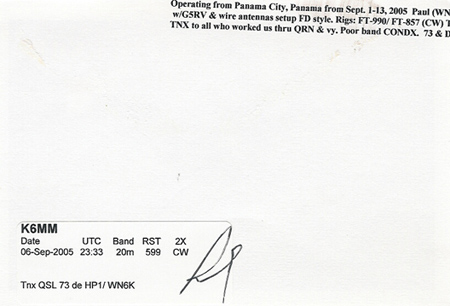 Operating from Panama City, Panama from Sept. 1-13, 2005 Paul (WN
w/G5RV & wire antennas setup FD style. Rigs: FT-990/ FT-857 (CW) T
TNX to all who worked us thru QRN & vy. Poor band CONDX. 73 & D
K6MM
Date UTC Band RST 2X
06-Sep-2005 23:33 20m 599 CW
Tnx QSL 73 de HP1/ WN6K